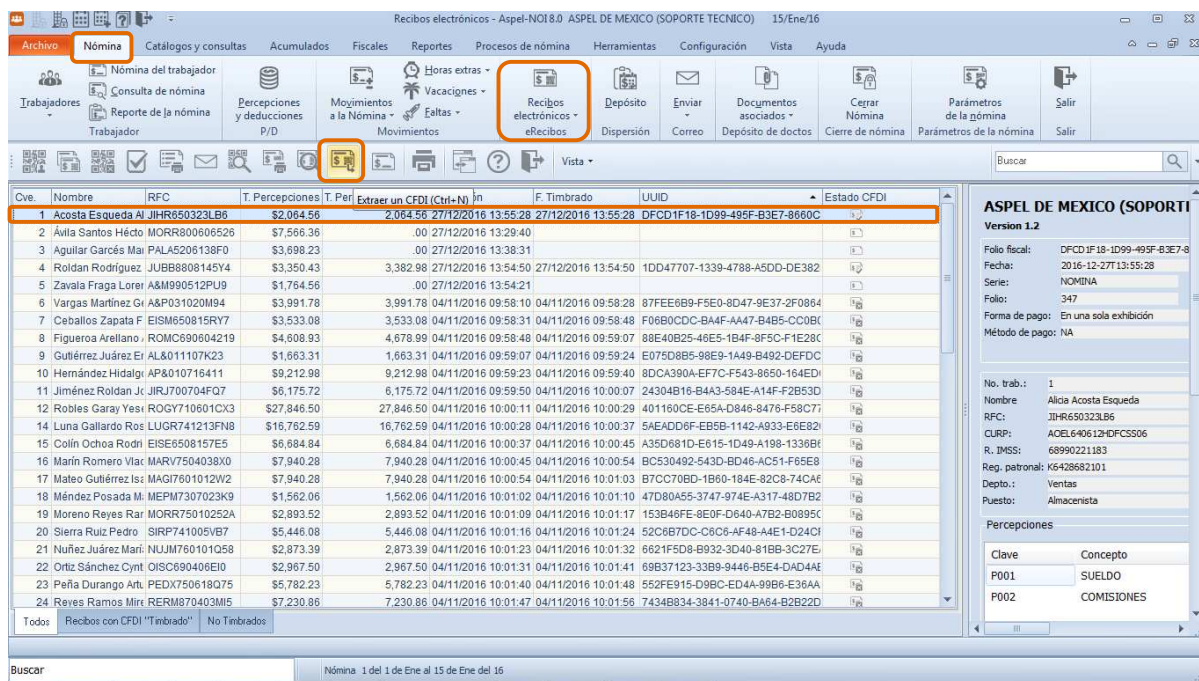 Recibos electrónicos - Aspel-NOI 8.0 ASPEL DE MEXICO (SOPORTE TECNICO) 15/Ene/16
Archivo Nómina Catálogos y consultas Acumulados Fiscales Reportes Procesos de nómina Herramientas Configuración Vista Ayuda
Trabajadores
Nómina del trabajador
Consulta de nómina
Reporte de la nómina
Trabajador
Percepciones y deducciones
P/D
Movimientos a la Nómina
Horas extras
Vacaciones
Faltas
Movimientos
Recibos electrónicos
eRecibos
Depósito
Dispersión
Enviar
Correo
Documentos asociados
Depósito de doctos
Cerrar Nómina
Cierre de nómina
Parámetros de la nómina
Parámetros de la nómina
Salir
Salir
Vista
Buscar
Extraer un CFDI (Ctrl+N)
Cve. Nombre RFC T. Percepciones T. Per ón F. Timbrado UUID Estado CFDI
1 Acosta Esqueda Al JIHR650323LB6 $2,064.56 2,064.56 27/12/2016 13:55:28 27/12/2016 13:55:28 DFCD1F18-1D99-495F-B3E7-8660C
2 Ávila Santos Hécto MORR800606526 $7,566.36 .00 27/12/2016 13:29:40
3 Aguilar Garcés Mar PALA5206138F0 $3,698.23 .00 27/12/2016 13:38:31
4 Roldan Rodríguez JUBB8808145Y4 $3,350.43 3,382.98 27/12/2016 13:54:50 27/12/2016 13:54:50 1DD47707-1339-4788-A5DD-DE382
5 Zavala Fraga Lorer A&M990512PU9 $1,764.56 .00 27/12/2016 13:54:21
6 Vargas Martínez Ge A&P031020M94 $3,991.78 3,991.78 04/11/2016 09:58:10 04/11/2016 09:58:28 87FEE6B9-F5E0-8D47-9E37-2F0864
7 Ceballos Zapata F EISM650815RY7 $3,533.08 3,533.08 04/11/2016 09:58:31 04/11/2016 09:58:48 F06B0CDC-BA4F-AA47-B4B5-CC0B
8 Figueroa Arellano ROMC690604219 $4,608.93 4,678.99 04/11/2016 09:58:48 04/11/2016 09:59:07 88E40B25-46E5-1B4F-8F5C-F1E28
9 Gutiérrez Juárez Er AL&011107K23 $1,663.31 1,663.31 04/11/2016 09:59:07 04/11/2016 09:59:24 E075D8B5-98E9-1A49-B492-DEFDC
10 Hernández Hidalg AP&010716411 $9,212.98 9,212.98 04/11/2016 09:59:23 04/11/2016 09:59:40 8DCA390A-EF7C-F543-8650-164ED
11 Jiménez Roldan Jc JIRJ700704FQ7 $6,175.72 6,175.72 04/11/2016 09:59:50 04/11/2016 10:00:07 24304B16-B4A3-584E-A14F-F2B53D
12 Robles Garay Yes ROGY710601CX3 $27,846.50 27,846.50 04/11/2016 10:00:11 04/11/2016 10:00:29 401160CE-E65A-D846-8476-F58C7
14 Luna Gallardo Ros LUGR741213FN8 $16,762.59 16,762.59 04/11/2016 10:00:28 04/11/2016 10:00:37 5AEADD6F-EB5B-1142-A933-E6E82
15 Colín Ochoa Rodri EISE6508157E5 $6,684.84 6,684.84 04/11/2016 10:00:37 04/11/2016 10:00:45 A35D681D-E615-1D49-A198-1336B
16 Marín Romero Vlac MARV7504038X0 $7,940.28 7,940.28 04/11/2016 10:00:45 04/11/2016 10:00:54 BC530492-543D-BD46-AC51-F65E8
17 Mateo Gutiérrez Isa MAGI7601012W2 $7,940.28 7,940.28 04/11/2016 10:00:54 04/11/2016 10:01:03 B7CC70BD-1B60-184E-82C8-74CA
18 Méndez Posada M MEPM7307023K9 $1,562.06 1,562.06 04/11/2016 10:01:02 04/11/2016 10:01:10 47D80A55-3747-974E-A317-48D7B2
19 Moreno Reyes Rar MORR75010252A $2,893.52 2,893.52 04/11/2016 10:01:09 04/11/2016 10:01:17 153B46FE-8E0F-D640-A7B2-B0895
20 Sierra Ruiz Pedro SIRP741005VB7 $5,446.08 5,446.08 04/11/2016 10:01:16 04/11/2016 10:01:24 52C6B7DC-C6C6-AF48-A4E1-D24C
21 Nuñez Juárez Marí NUJM760101Q58 $2,873.39 2,873.39 04/11/2016 10:01:23 04/11/2016 10:01:32 6621F5D8-B932-3D40-81BB-3C27E
22 Ortiz Sánchez Cynt OISC690406EI0 $2,967.50 2,967.50 04/11/2016 10:01:31 04/11/2016 10:01:41 69B37123-33B9-9446-B5E4-DAD4A
23 Peña Durango Artu PEDX750618Q75 $5,782.23 5,782.23 04/11/2016 10:01:40 04/11/2016 10:01:48 552FE915-D9BC-ED4A-99B6-E36AA
24 Reyes Ramos Mire RERM870403MI5 $7,230.86 7,230.86 04/11/2016 10:01:47 04/11/2016 10:01:56 7434B834-3841-0740-BA64-B2B22D
Todos Recibos con CFDI "Timbrado" No Timbrados
ASPEL DE MEXICO (SOPORTI
Version 1.2
Folio fiscal: DFCD1F18-1D99-495F-B3E7-8
Fecha: 2016-12-27T13:55:28
Serie: NOMINA
Folio: 347
Forma de pago: En una sola exhibición
Método de pago: NA
No. trab.: 1
Nombre Alicia Acosta Esqueda
RFC: JIHR650323LB6
CURP: AOEL640612HDFCSS06
R. IMSS: 68990221183
Reg. patronal: K6428682101
Depto.: Ventas
Puesto: Almacenista
Percepciones
Clave Concepto
P001 SUELDO
P002 COMISIONES
Buscar Nómina 1 del 1 de Ene al 15 de Ene del 16